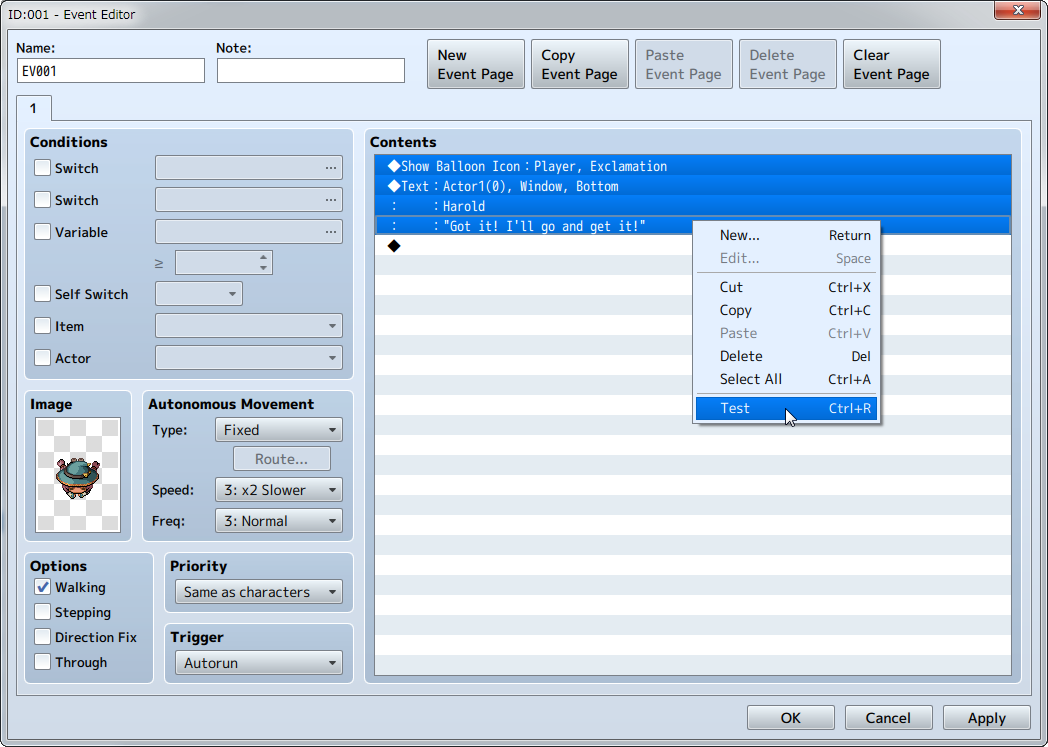 ID:001 - Event Editor
Name:
Note:
EV001
New
Event Page
Copy
Event Page
Paste
Event Page
Delete
Event Page
Clear
Event Page
1
Conditions
Switch
...
Switch
...
Variable
...
≥
Self Switch
Item
Actor
Image
Autonomous Movement
Type:
Fixed
Route...
Speed:
3: x2 Slower
Freq:
3: Normal
Options
Walking
Stepping
Direction Fix
Through
Priority
Same as characters
Trigger
Autorun
Contents
◆Show Balloon Icon：Player, Exclamation
◆Text：Actor1(0), Window, Bottom
： ：Harold
： ："Got it! I'll go and get it!"
◆
New... Return
Edit... Space
Cut Ctrl+X
Copy Ctrl+C
Paste Ctrl+V
Delete Del
Select All Ctrl+A
Test Ctrl+R
OK
Cancel
Apply